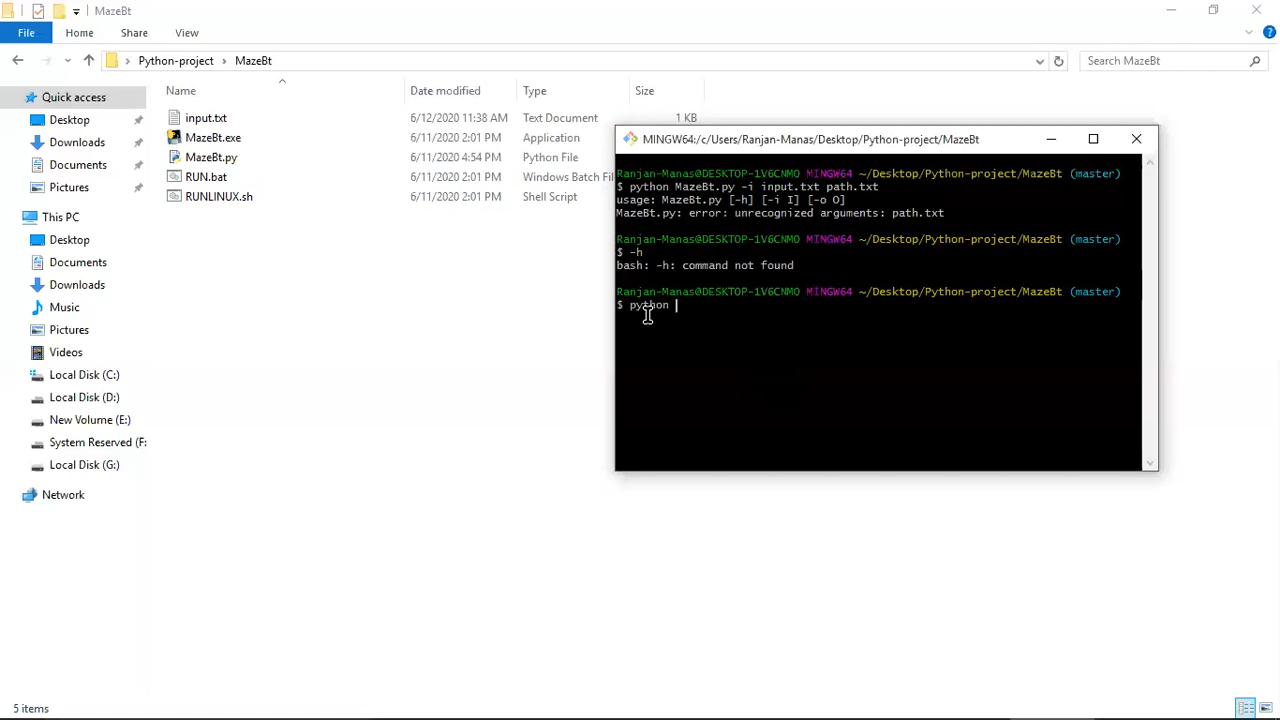 MazeBt
File Home Share View
Python-project > MazeBt
Search MazeBt
Name Date modified Type Size
Quick access
Desktop
Downloads
Documents
Pictures
This PC
Desktop
Documents
Downloads
Music
Pictures
Videos
Local Disk (C:)
Local Disk (D:)
New Volume (E:)
System Reserved (F:
Local Disk (G:)
Network
input.txt 6/12/2020 11:38 AM Text Document 1 KB
MazeBt.exe 6/11/2020 2:01 PM Application
MazeBt.py 6/11/2020 4:54 PM Python File
RUN.bat 6/11/2020 2:01 PM Windows Batch Fil
RUNLINUX.sh 6/11/2020 2:01 PM Shell Script
MINGW64:/c/Users/Ranjan-Manas/Desktop/Python-project/MazeBt
Ranjan-Manas@DESKTOP-1V6CNMO MINGW64 ~/Desktop/Python-project/MazeBt (master)
$ python MazeBt.py -i input.txt path.txt
usage: MazeBt.py [-h] [-i I] [-o O]
MazeBt.py: error: unrecognized arguments: path.txt
Ranjan-Manas@DESKTOP-1V6CNMO MINGW64 ~/Desktop/Python-project/MazeBt (master)
$ -h
bash: -h: command not found
Ranjan-Manas@DESKTOP-1V6CNMO MINGW64 ~/Desktop/Python-project/MazeBt (master)
$ python
5 items